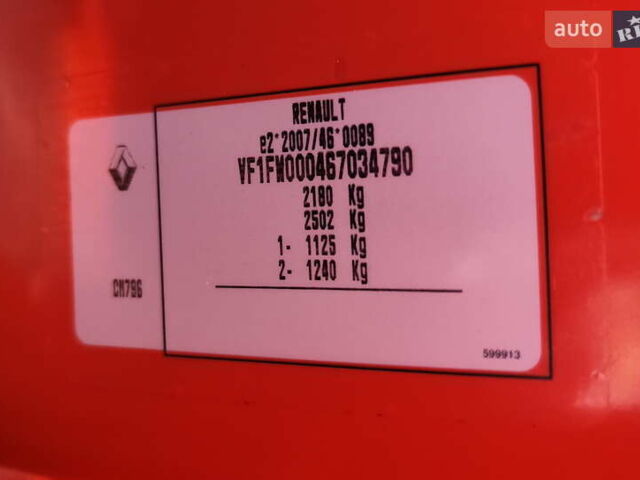 auto
RI
RENAULT
e2*2007/46*0089
VF1FW000467034790
2180 Kg
2502 Kg
1- 1125 Kg
2- 1240 Kg
CM796
599913